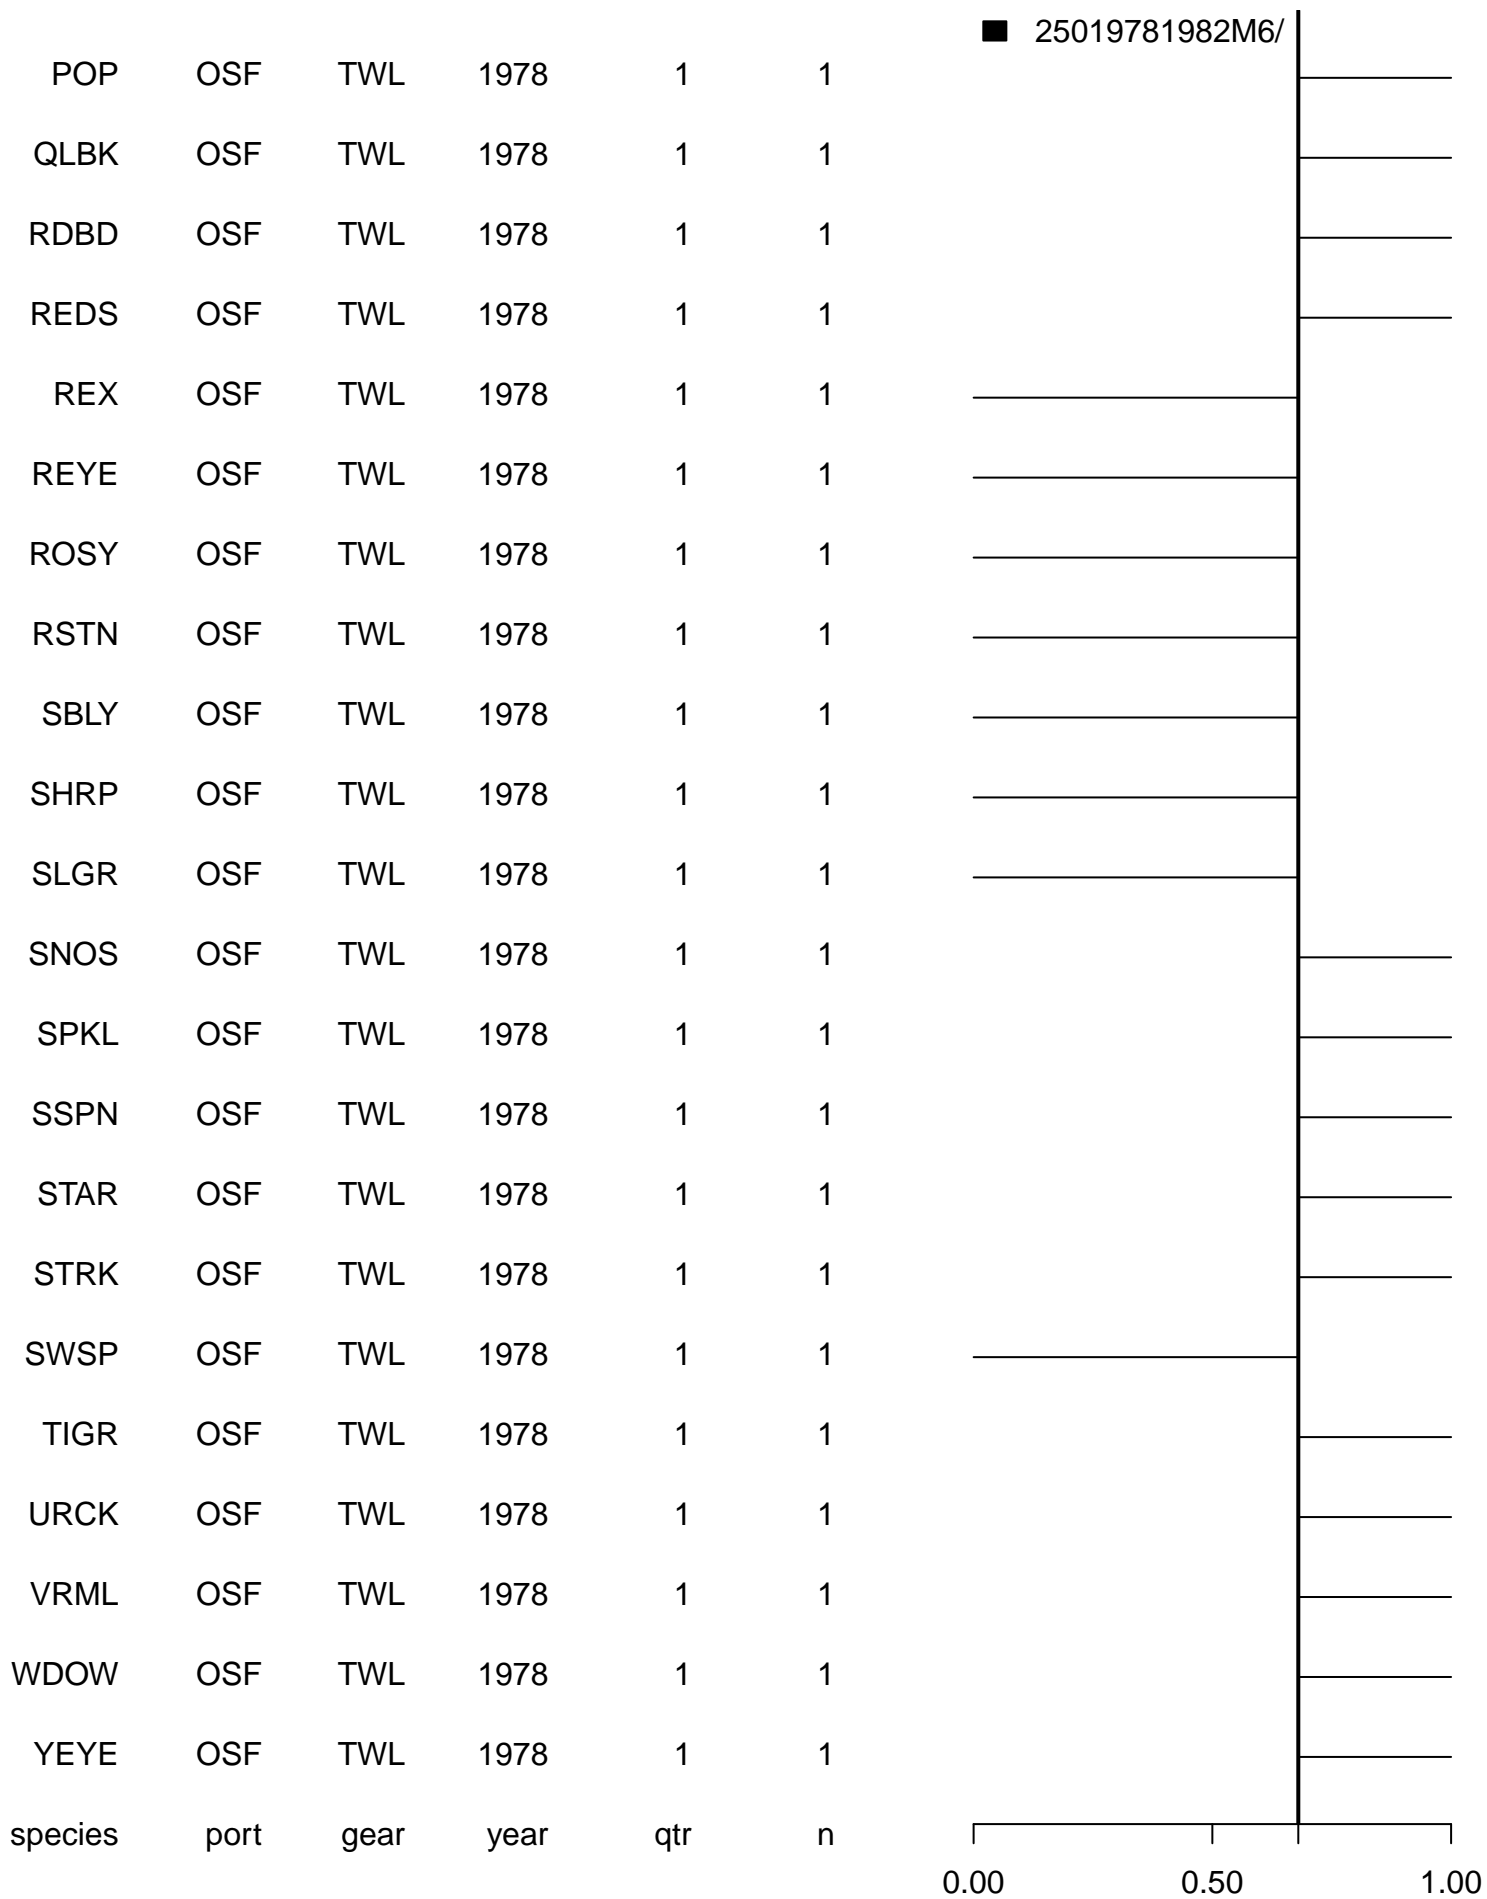 25019781982M6/
POP OSF TWL 1978 1 1
QLBK OSF TWL 1978 1 1
RDBD OSF TWL 1978 1 1
REDS OSF TWL 1978 1 1
REX OSF TWL 1978 1 1
REYE OSF TWL 1978 1 1
ROSY OSF TWL 1978 1 1
RSTN OSF TWL 1978 1 1
SBLY OSF TWL 1978 1 1
SHRP OSF TWL 1978 1 1
SLGR OSF TWL 1978 1 1
SNOS OSF TWL 1978 1 1
SPKL OSF TWL 1978 1 1
SSPN OSF TWL 1978 1 1
STAR OSF TWL 1978 1 1
STRK OSF TWL 1978 1 1
SWSP OSF TWL 1978 1 1
TIGR OSF TWL 1978 1 1
URCK OSF TWL 1978 1 1
VRML OSF TWL 1978 1 1
WDOW OSF TWL 1978 1 1
YEYE OSF TWL 1978 1 1
species port gear year qtr n
0.00 0.50 1.00